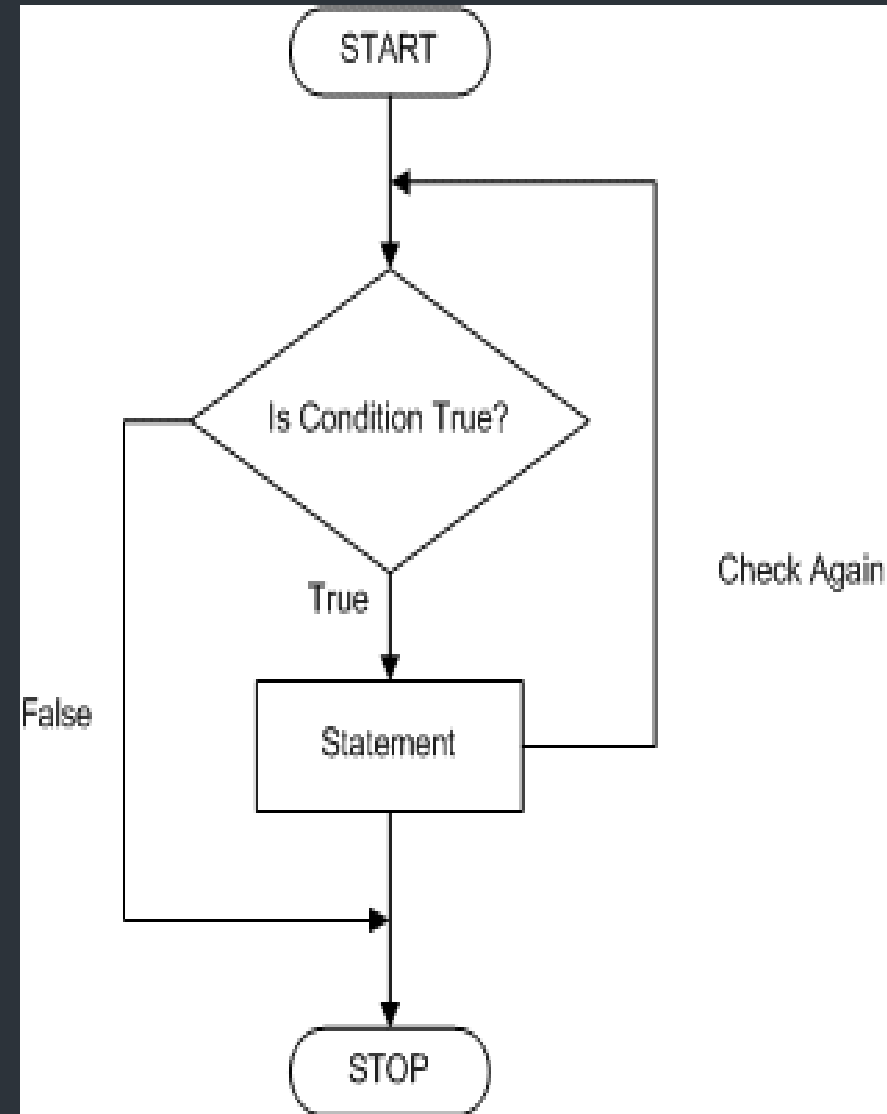 START
Is Condition True?
True
Check Again
False
Statement
STOP